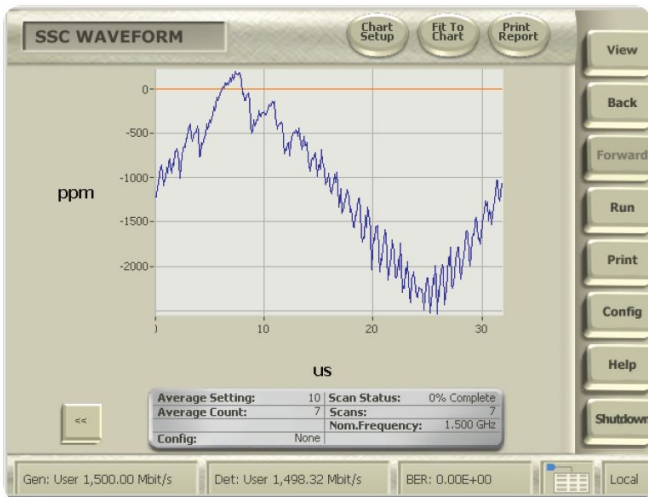 SSC WAVEFORM
Chart Setup
Fit To Chart
Print Report
View
Back
Forward
Run
Print
Config
Help
Shutdown
ppm
0
-500
-1000
-1500
-2000
10
20
30
us
<<
Average Setting: 10 Scan Status: 0% Complete
Average Count: 7 Scans: 7
Nom.Frequency: 1.500 GHz
Config: None
Gen: User 1,500.00 Mbit/s
Det: User 1,498.32 Mbit/s
BER: 0.00E+00
Local